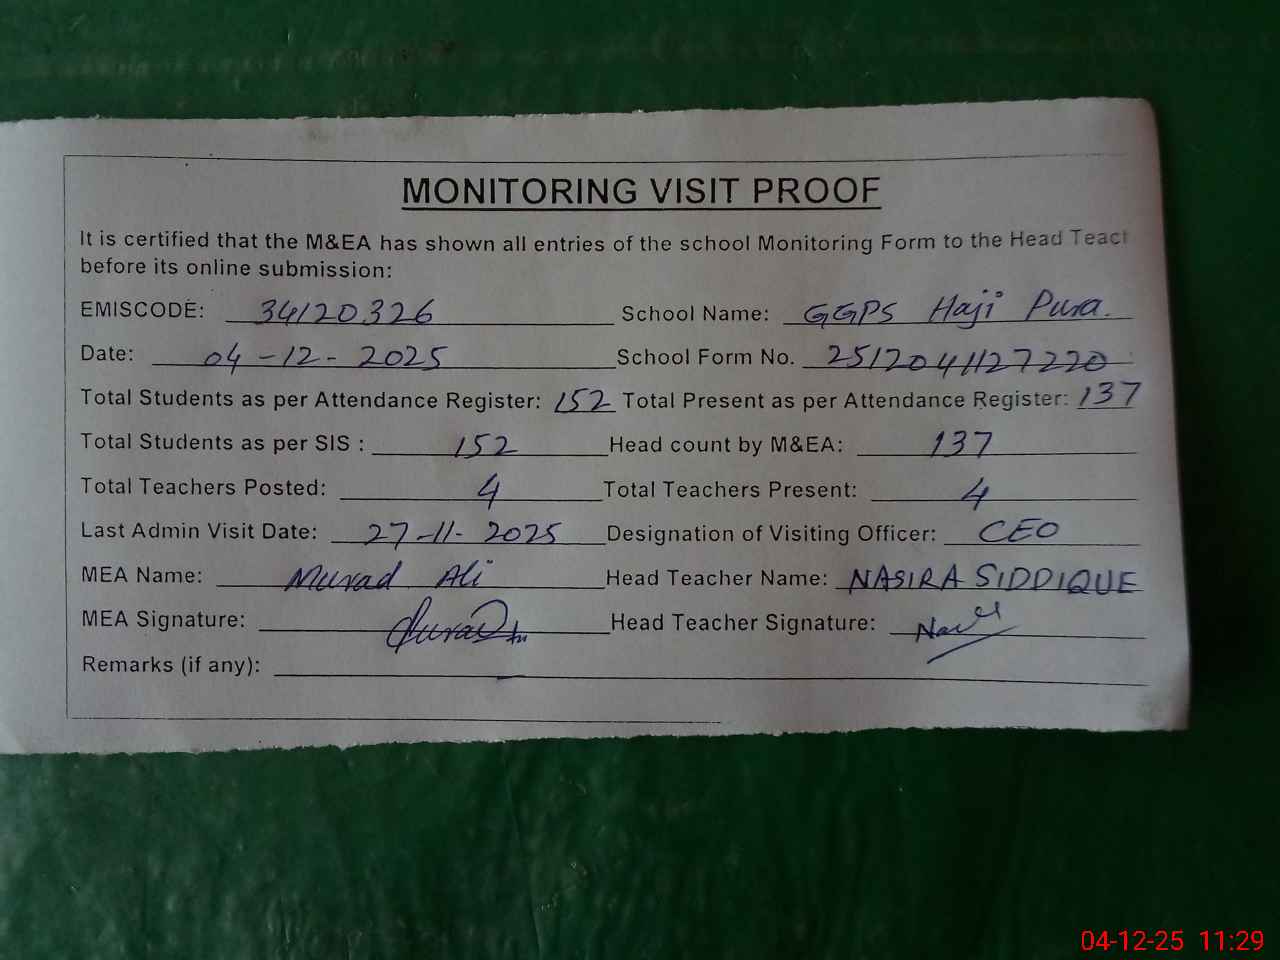 MONITORING VISIT PROOF
It is certified that the M&EA has shown all entries of the school Monitoring Form to the Head Teach
before its online submission:
EMISCODE: 34120326 School Name: GGPS Haji Pura.
Date: 04-12-2025 School Form No. 2512041127220
Total Students as per Attendance Register: 152 Total Present as per Attendance Register: 137
Total Students as per SIS : 152 Head count by M&EA: 137
Total Teachers Posted: 4 Total Teachers Present: 4
Last Admin Visit Date: 27-11-2025 Designation of Visiting Officer: CEO
MEA Name: Murad Ali Head Teacher Name: NASIRA SIDDIQUE
MEA Signature: Head Teacher Signature:
Remarks (if any):
04-12-25 11:29